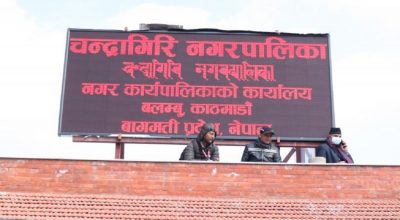 चन्द्रागिरि नगरपालिका
नगर कार्यपालिकाको कार्यालय
बलम्बु, काठमाडौं
बागमती प्रदेश, नेपाल